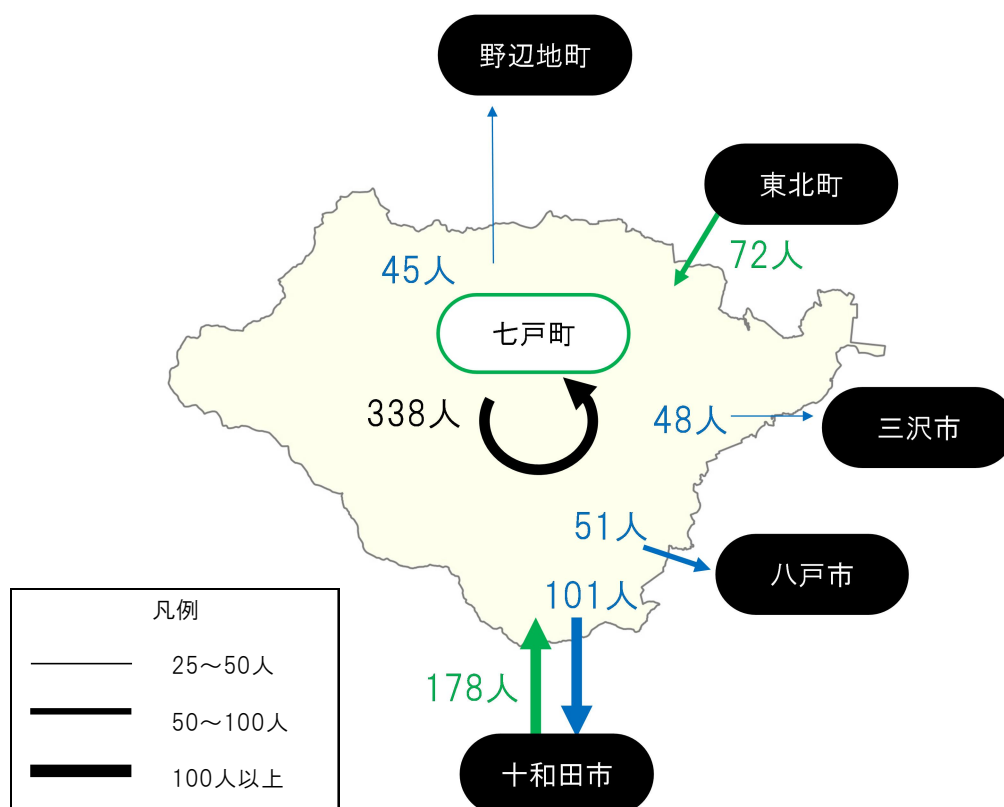 野辺地町
東北町
72人
45人
七戸町
338人
48人
三沢市
51人
八戸市
101人
178人
十和田市
凡例
25～50人
50～100人
100人以上